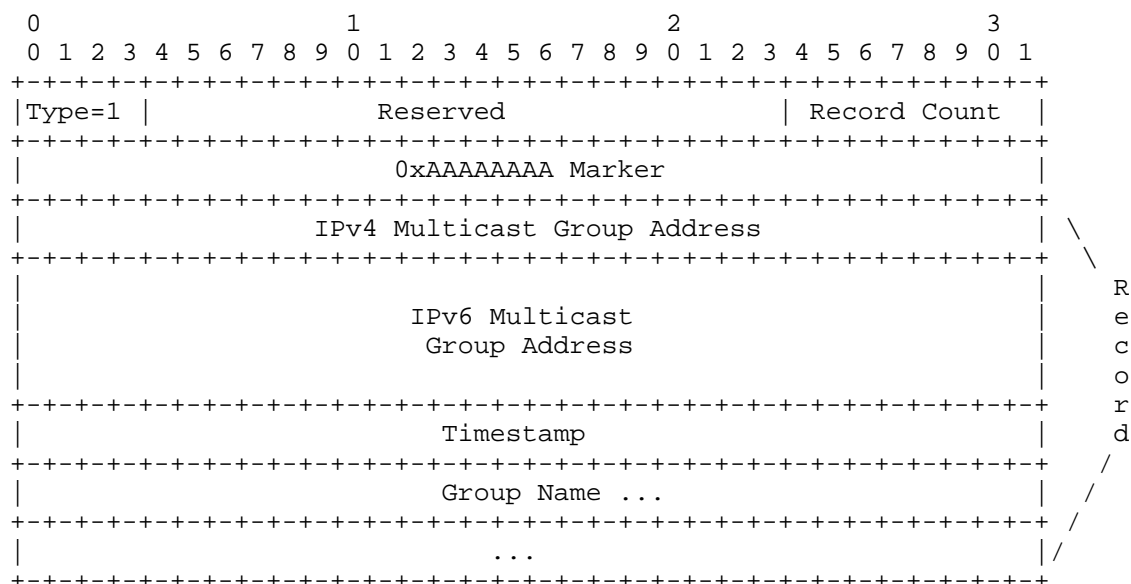 0                   1                   2                   3
 0 1 2 3 4 5 6 7 8 9 0 1 2 3 4 5 6 7 8 9 0 1 2 3 4 5 6 7 8 9 0 1
+-+-+-+-+-+-+-+-+-+-+-+-+-+-+-+-+-+-+-+-+-+-+-+-+-+-+-+-+-+-+-+-+
|Type=1 |              Reserved                 | Record Count  |
+-+-+-+-+-+-+-+-+-+-+-+-+-+-+-+-+-+-+-+-+-+-+-+-+-+-+-+-+-+-+-+-+
|                       0xAAAAAAAA Marker                       |
+-+-+-+-+-+-+-+-+-+-+-+-+-+-+-+-+-+-+-+-+-+-+-+-+-+-+-+-+-+-+-+-+
|                  IPv4 Multicast Group Address                 | \
+-+-+-+-+-+-+-+-+-+-+-+-+-+-+-+-+-+-+-+-+-+-+-+-+-+-+-+-+-+-+-+-+   \
|                                                               |    R
|                        IPv6 Multicast                         |    e
|                         Group Address                         |    c
|                                                               |    o
+-+-+-+-+-+-+-+-+-+-+-+-+-+-+-+-+-+-+-+-+-+-+-+-+-+-+-+-+-+-+-+-+    r
|                          Timestamp                            |    d
+-+-+-+-+-+-+-+-+-+-+-+-+-+-+-+-+-+-+-+-+-+-+-+-+-+-+-+-+-+-+-+-+    /
|                          Group Name ...                       |   /
+-+-+-+-+-+-+-+-+-+-+-+-+-+-+-+-+-+-+-+-+-+-+-+-+-+-+-+-+-+-+-+-+  /
|                             ...                               |/
+-+-+-+-+-+-+-+-+-+-+-+-+-+-+-+-+-+-+-+-+-+-+-+-+-+-+-+-+-+-+-+-+